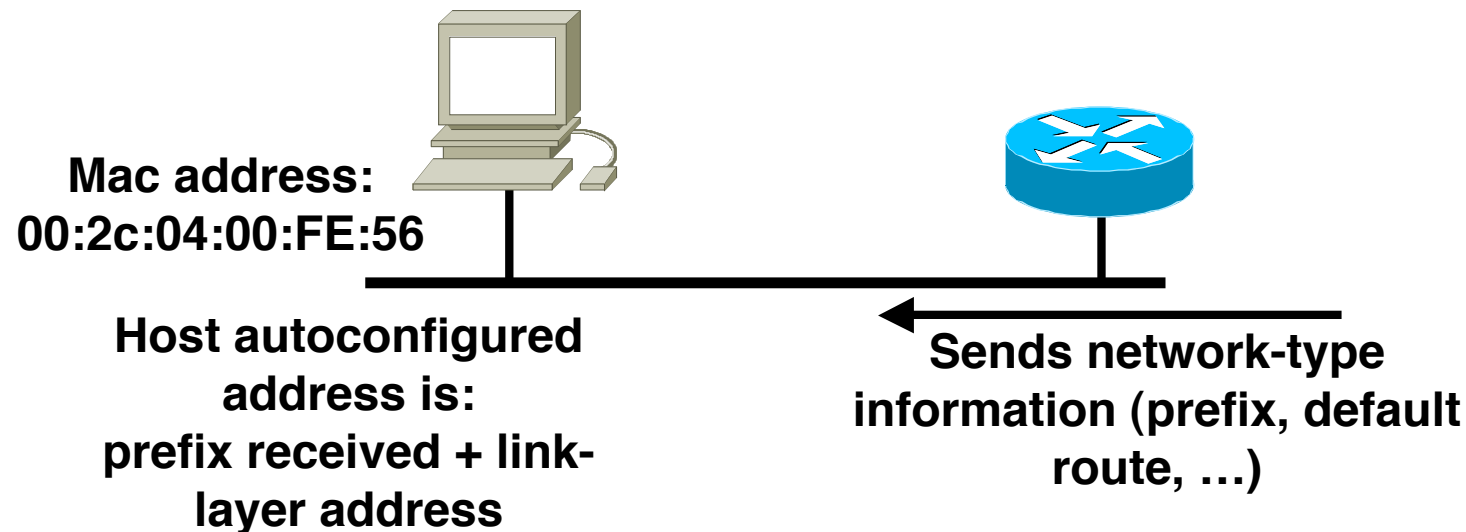 Mac address:
00:2c:04:00:FE:56
Host autoconfigured
address is:
prefix received + link-
layer address
Sends network-type
information (prefix, default
route, …)